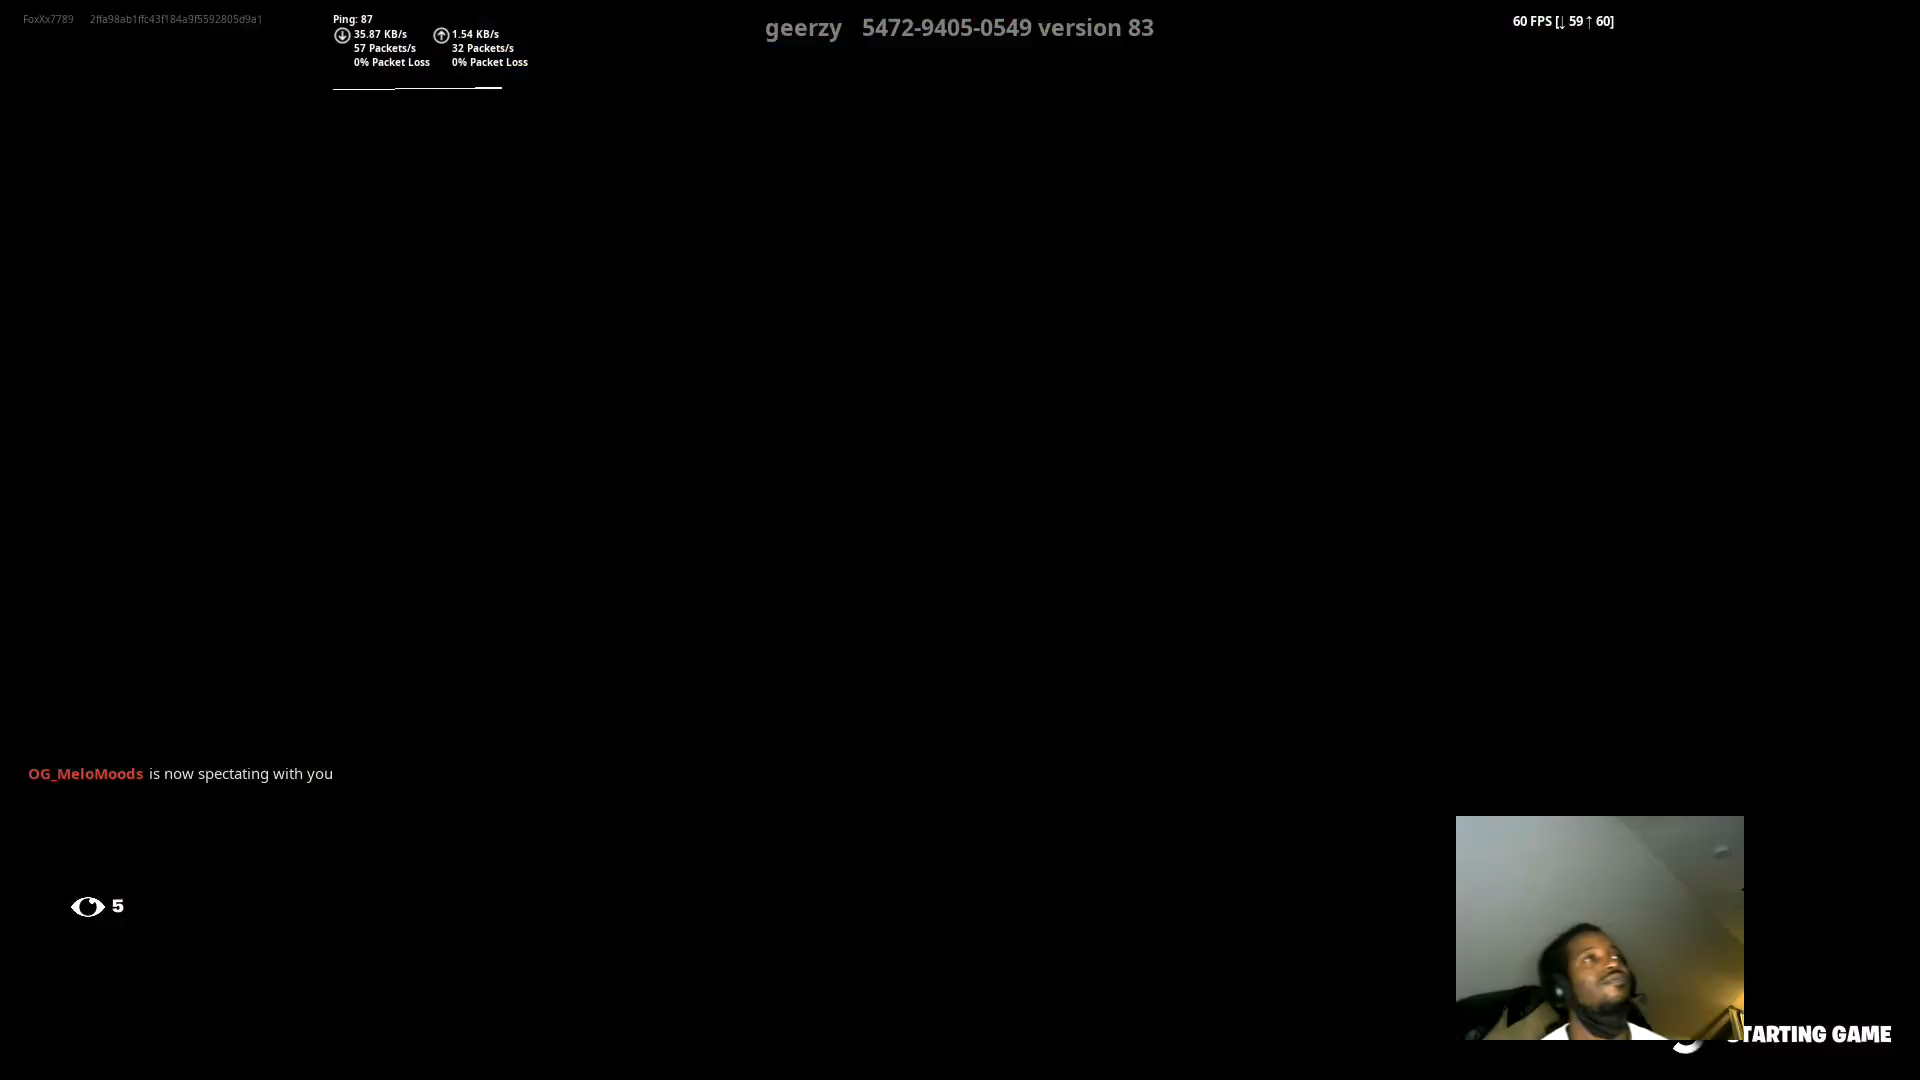 FoxXx7789 2ffa98ab1ffc43f184a9f5592805d9a1
Ping: 87
35.87 KB/s 1.54 KB/s
57 Packets/s 32 Packets/s
0% Packet Loss 0% Packet Loss
geerzy 5472-9405-0549 version 83
60 FPS [↓ 59 ↑ 60]
OG_MeloMoods is now spectating with you
5
TARTING GAME